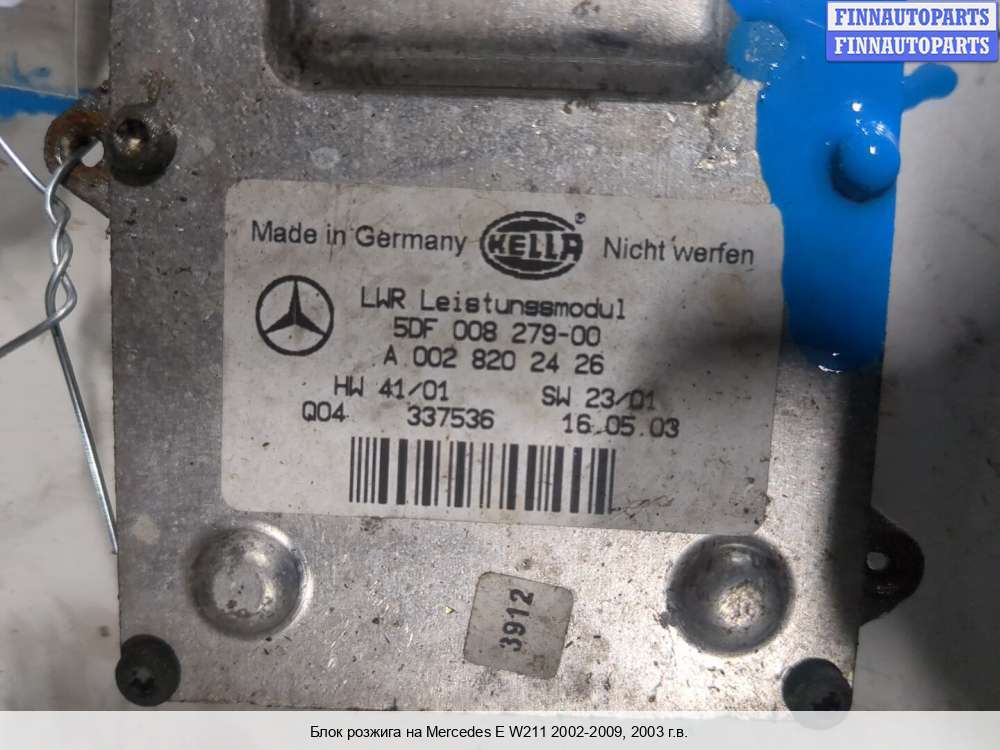 FINNAUTOPARTS
FINNAUTOPARTS
Made in Germany HELLA ® Nicht werfen
LWR Leistungsmodul
5DF 008 279-00
A 002 820 24 26
HW 41/01 SW 23/01
Q04 337536 16.05.03
3912
Блок розжига на Mercedes E W211 2002-2009, 2003 г.в.